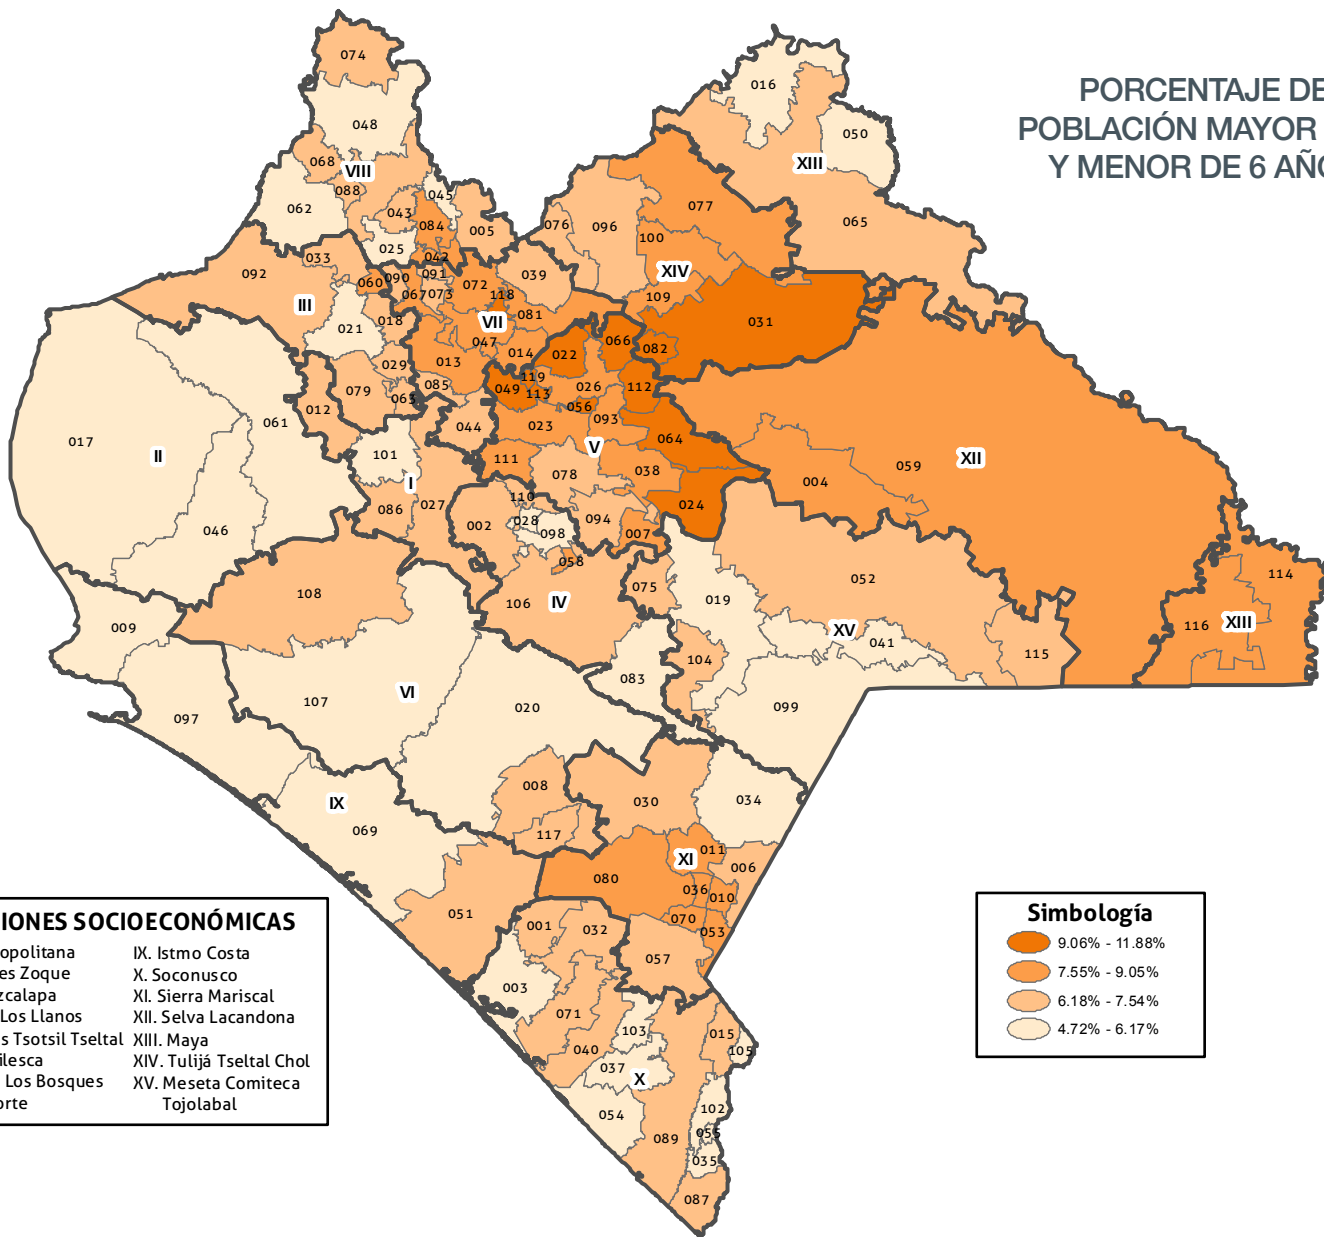 PORCENTAJE DE
POBLACIÓN MAYOR
Y MENOR DE 6 AÑO
074
016
048
050
068
VIII
XIII
088
045
062
043
077
084
005
076
096
065
025
100
042
033
092
060
090
091
039
XIV
067
073
072
118
109
III
018
VII
081
031
021
047
066
014
022
082
029
013
119
079
085
049
026
112
063
113
012
056
093
061
044
023
064
017
V
II
101
111
038
XII
059
078
I
004
110
086
027
002
028
094
024
046
098
007
058
052
114
108
075
106
IV
019
009
116
XIII
XV
041
104
115
083
107
VI
099
020
097
008
IX
030
034
069
117
011
XI
006
080
036
010
051
070
001
032
053
057
003
071
103
015
040
105
037
X
054
102
089
055
035
087
IONES SOCIOECONÓMICAS
opolitana
es Zoque
zcalapa
Los Llanos
s Tsotsil Tseltal
ilesca
Los Bosques
orte
IX. Istmo Costa
X. Soconusco
XI. Sierra Mariscal
XII. Selva Lacandona
XIII. Maya
XIV. Tulijá Tseltal Chol
XV. Meseta Comiteca
Tojolabal
Simbología
9.06% - 11.88%
7.55% - 9.05%
6.18% - 7.54%
4.72% - 6.17%